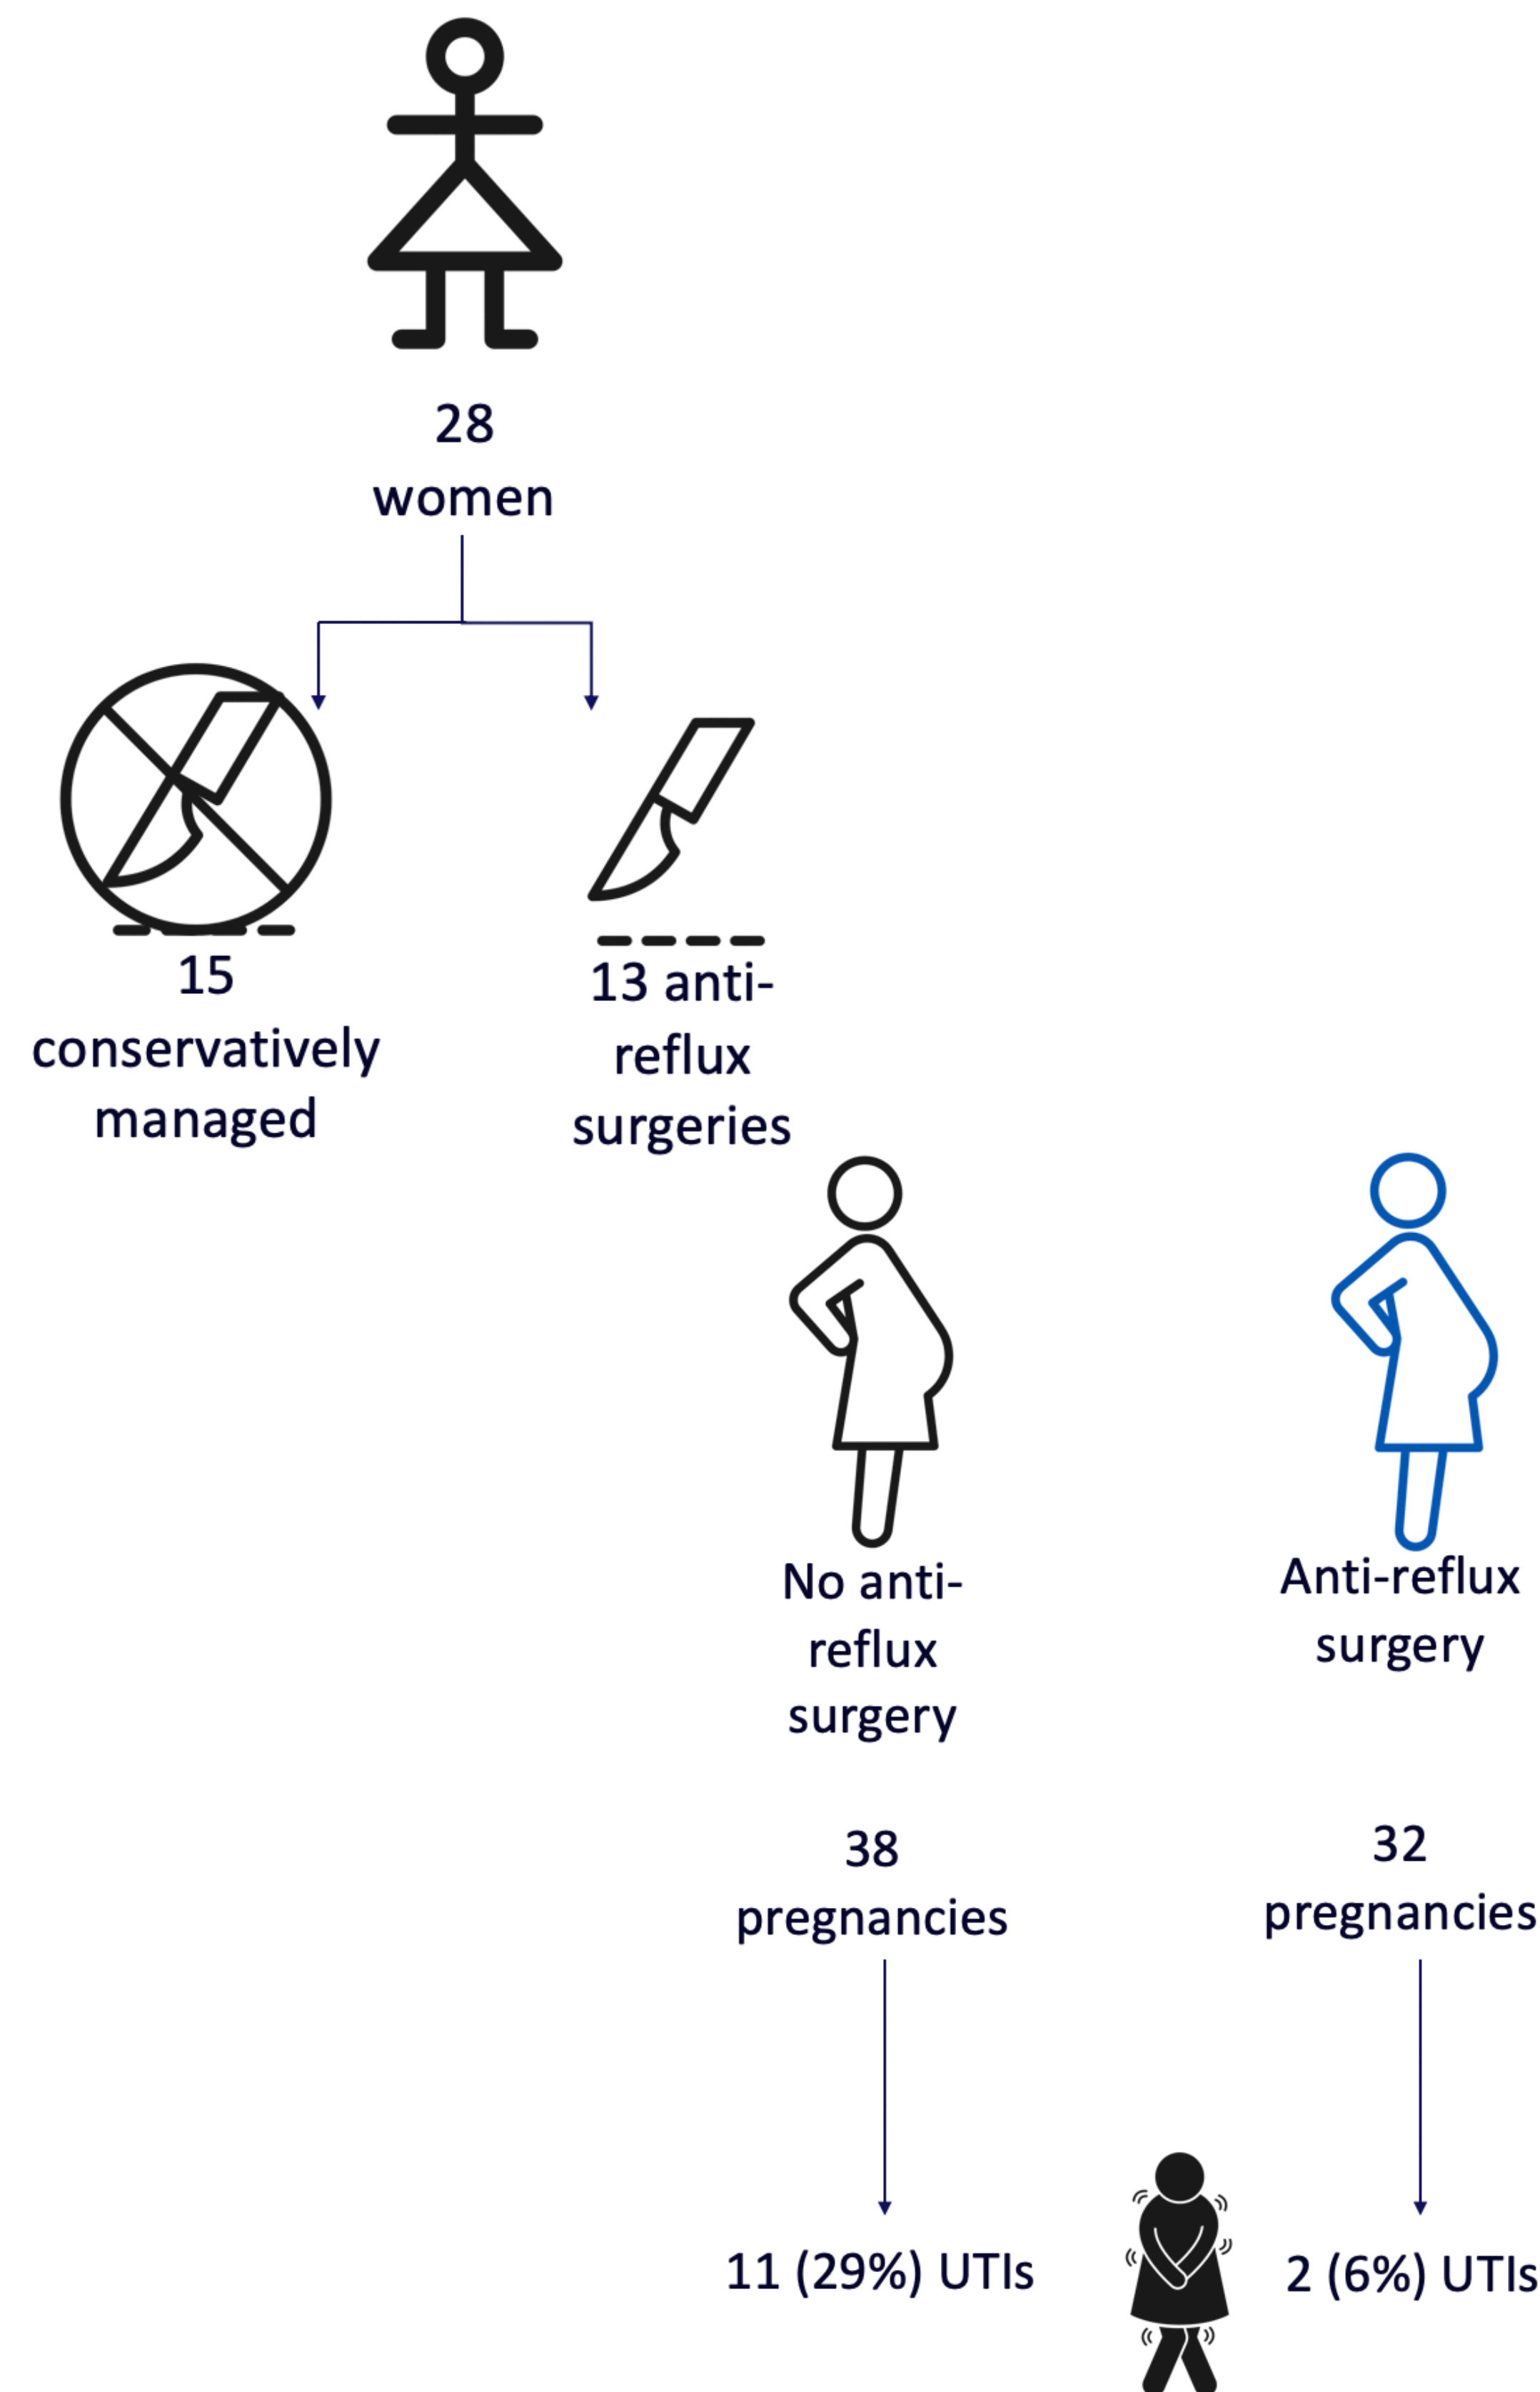 28
women
15
conservatively
managed
13 anti-
reflux
surgeries
No anti-
reflux
surgery
Anti-reflux
surgery
38
pregnancies
32
pregnancies
11 (29%) UTIs
2 (6%) UTIs